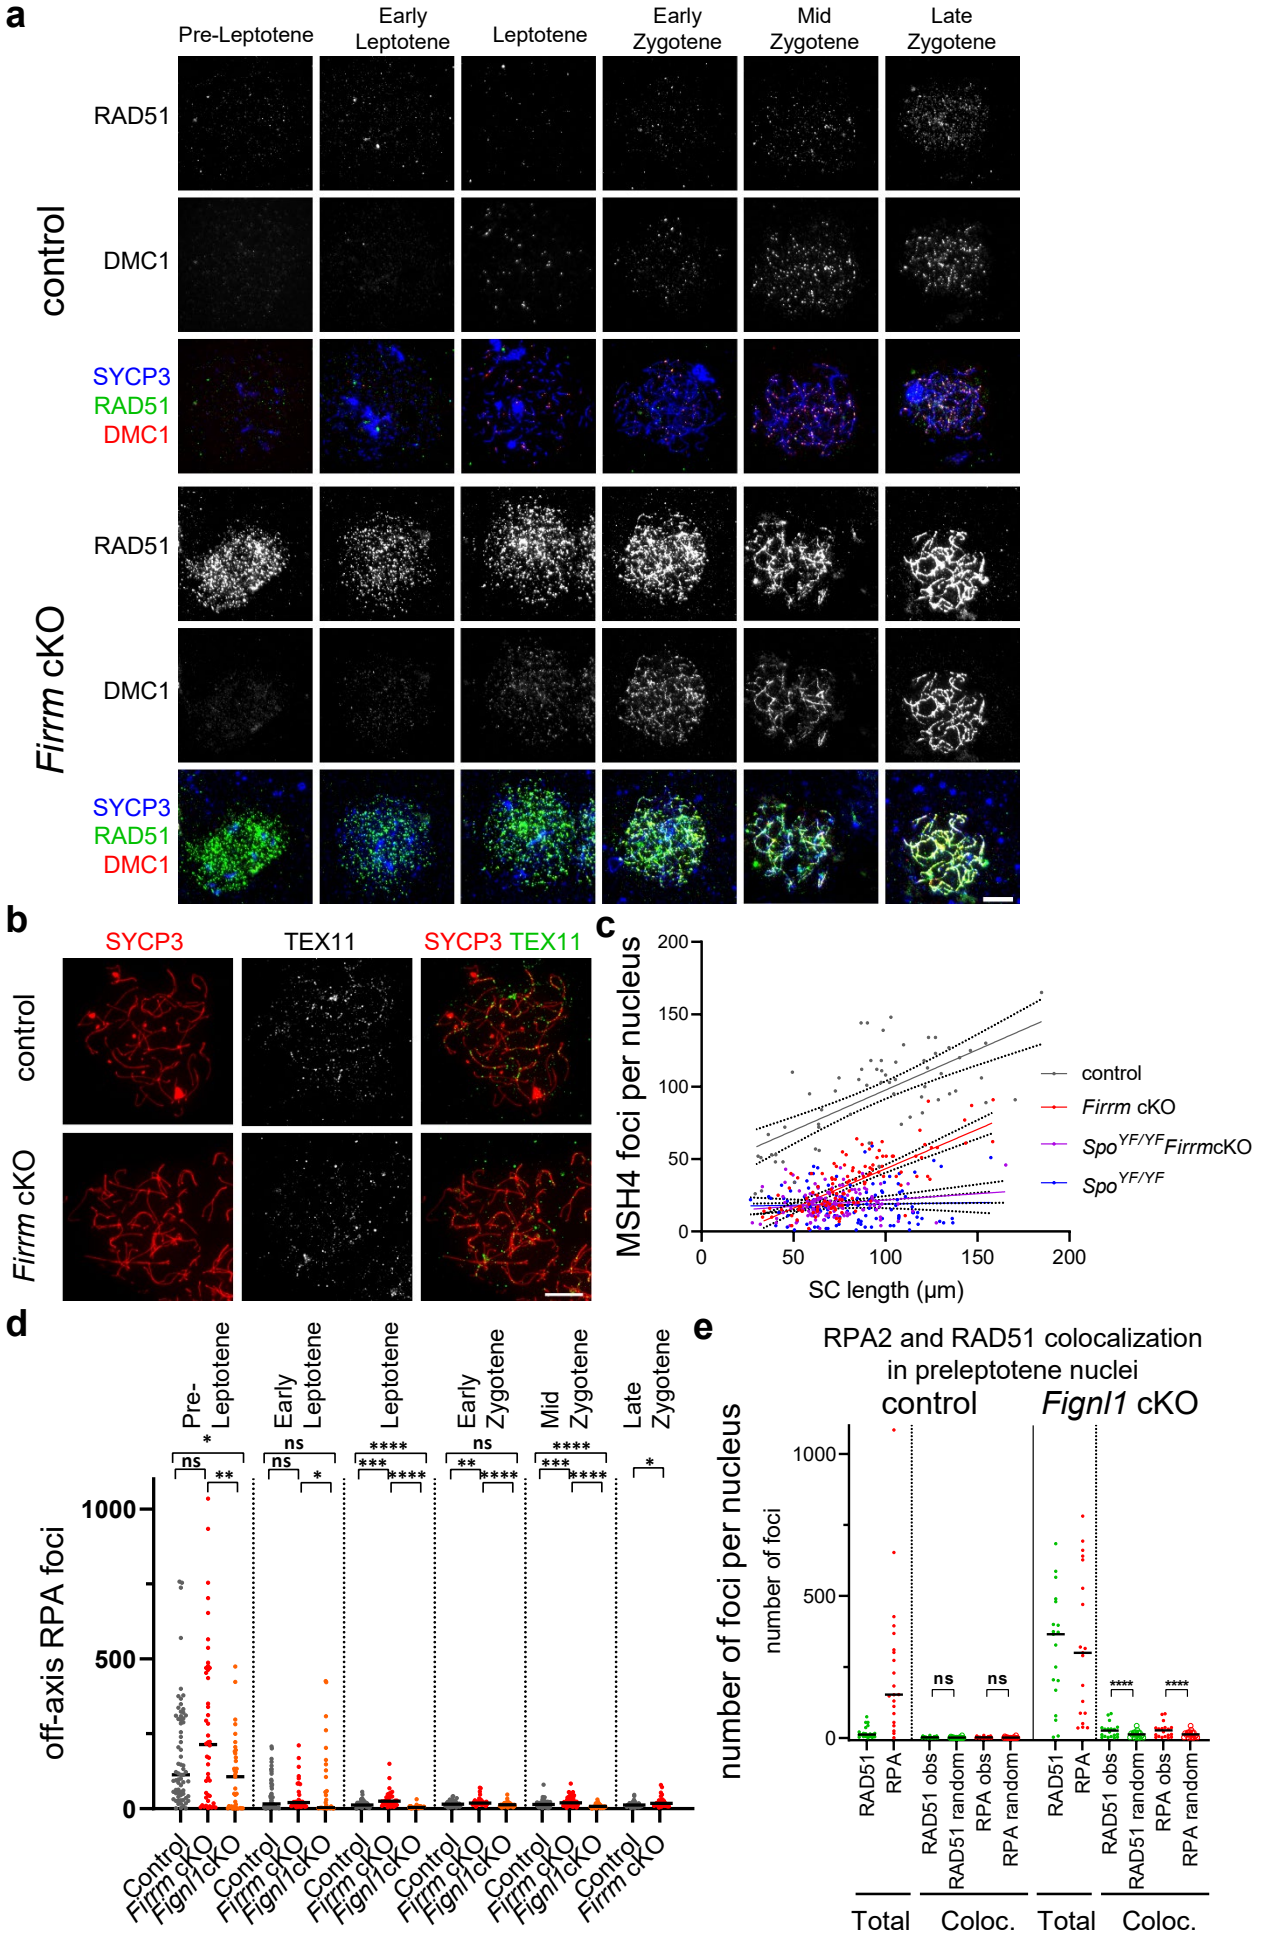 a
Pre-Leptotene
Early
Leptotene
Leptotene
Early
Zygotene
Mid
Zygotene
Late
Zygotene
control
RAD51
DMC1
SYCP3
RAD51
DMC1
Firrm cKO
RAD51
DMC1
SYCP3
RAD51
DMC1
b
SYCP3
TEX11
SYCP3 TEX11
control
Firrm cKO
c
MSH4 foci per nucleus
200
150
100
50
0
0
50
100
150
200
SC length (µm)
control
Firrm cKO
Spo YF/YF FirrmcKO
Spo YF/YF
d
Pre-
Leptotene
Early
Leptotene
Leptotene
Early
Zygotene
Mid
Zygotene
Late
Zygotene
*
ns
**
ns
ns
*
****
***
****
ns
**
****
****
***
****
*
off-axis RPA foci
1000
500
0
Control
Firrm cKO
Fignl1cKO
Control
Firrm cKO
Fignl1cKO
Control
Firrm cKO
Fignl1cKO
Control
Firrm cKO
Fignl1cKO
Control
Firrm cKO
Fignl1cKO
Control
Firrm cKO
e
RPA2 and RAD51 colocalization
in preleptotene nuclei
control
Fignl1 cKO
number of foci per nucleus
number of foci
1000
500
0
ns
ns
****
****
RAD51
RPA
RAD51 obs
RAD51 random
RPA obs
RPA random
RAD51
RPA
RAD51 obs
RAD51 random
RPA obs
RPA random
Total
Coloc.
Total
Coloc.